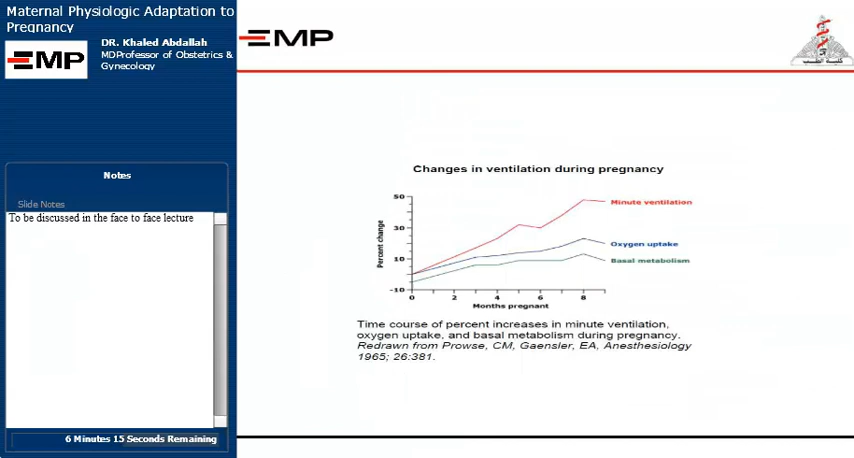 Maternal Physiologic Adaptation to
Pregnancy
DR. Khaled Abdallah
MDProfessor of Obstetrics &
Gynecology
EMP
Notes
Slide Notes
To be discussed in the face to face lecture
6 Minutes 15 Seconds Remaining
EMP
كلية الطب
Changes in ventilation during pregnancy
Percent change
50
30
10
-10
0
2
4
6
8
Months pregnant
Minute ventilation
Oxygen uptake
Basal metabolism
Time course of percent increases in minute ventilation,
oxygen uptake, and basal metabolism during pregnancy.
Redrawn from Prowse, CM, Gaensler, EA, Anesthesiology
1965; 26:381.